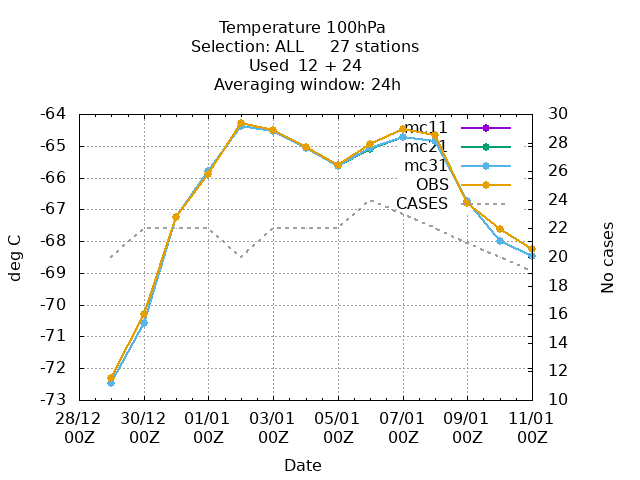 Temperature 100hPa
Selection: ALL 27 stations
Used 12 + 24
Averaging window: 24h
-64
-65
-66
-67
-68
-69
-70
-71
-72
-73
30
28
26
24
22
20
18
16
14
12
10
mc11
mc21
mc31
OBS
CASES
deg C
No cases
28/12 30/12 01/01 03/01 05/01 07/01 09/01 11/01
00Z 00Z 00Z 00Z 00Z 00Z 00Z 00Z
Date